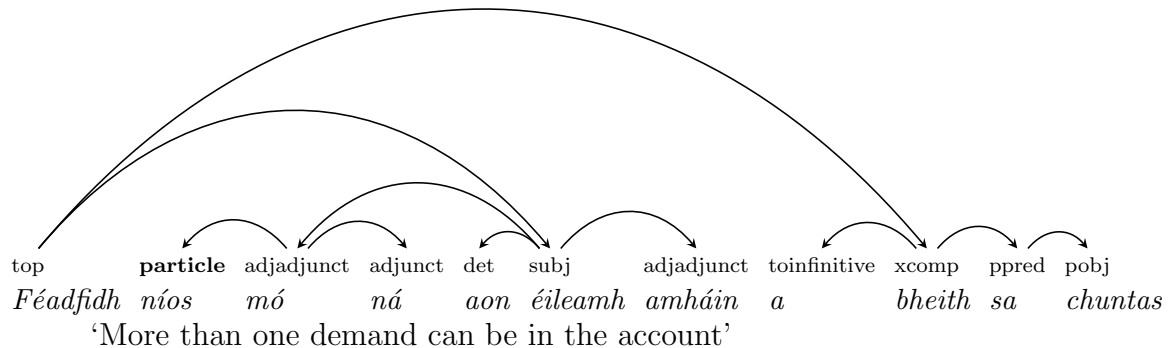 top particle adjadjunct adjunct det subj adjadjunct toinfinitive xcomp ppred pobj
Féadfidh níos mó ná aon éileamh amháin a bheith sa chuntas
‘More than one demand can be in the account’